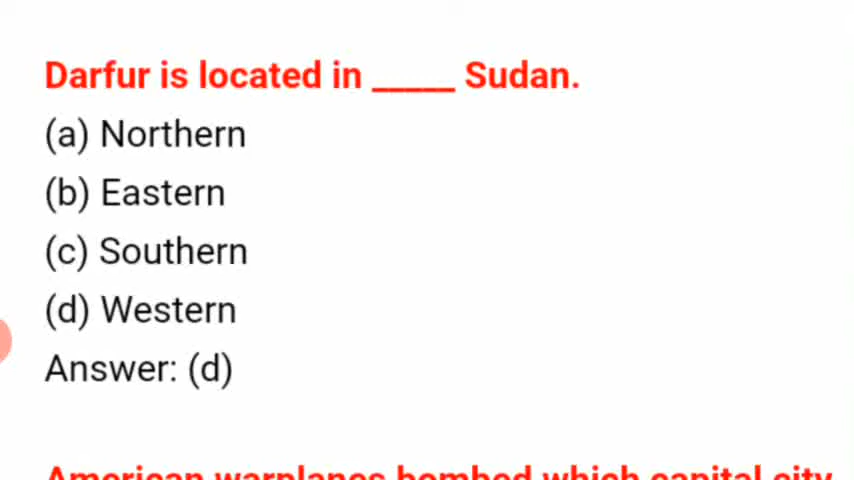 Darfur is located in _____ Sudan.
(a) Northern
(b) Eastern
(c) Southern
(d) Western
Answer: (d)
American warplanes bombed which capital city